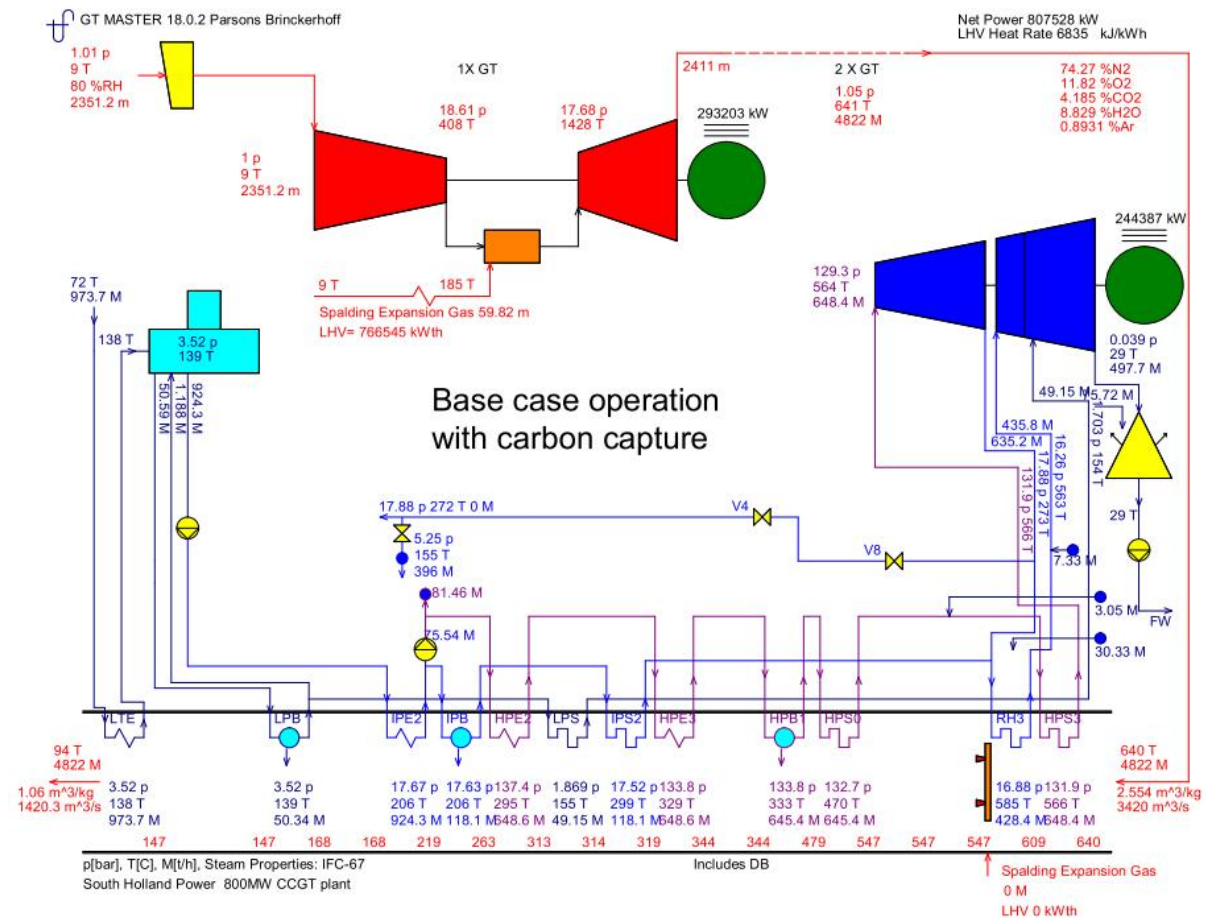 GT MASTER 18.0.2 Parsons Brinckerhoff
Net Power 807528 kW
LHV Heat Rate 6835 kJ/kWh
1.01 p
9 T
80 %RH
2351.2 m
1X GT
2411 m
2 X GT
1.05 p
641 T
4822 M
74.27 %N2
11.82 %O2
4.185 %CO2
8.829 %H2O
0.8931 %Ar
18.61 p
408 T
17.68 p
1428 T
293203 kW
1 p
9 T
2351.2 m
9 T
185 T
Spalding Expansion Gas 59.82 m
LHV= 766545 kWth
244387 kW
129.3 p
564 T
648.4 M
72 T
973.7 M
138 T
3.52 p
139 T
50.59 M
1.188 M
924.3 M
0.039 p
29 T
497.7 M
49.15 M
5.72 M
1.703 p 154 T
435.8 M
635.2 M
16.26 p 563 T
17.88 p 273 T
131.9 p 566 T
Base case operation
with carbon capture
17.88 p 272 T 0 M
V4
V8
5.25 p
155 T
396 M
29 T
7.33 M
3.05 M
FW
30.33 M
81.46 M
75.54 M
LTE
LPB
IPE2
IPB
HPE2
LPS
IPS2
HPE3
HPB1
HPS0
RH3
HPS3
94 T
4822 M
1.06 m^3/kg
1420.3 m^3/s
3.52 p
138 T
973.7 M
3.52 p
139 T
50.34 M
17.67 p
206 T
924.3 M
17.63 p
206 T
118.1 M
137.4 p
295 T
648.6 M
1.869 p
155 T
49.15 M
17.52 p
299 T
118.1 M
133.8 p
329 T
648.6 M
133.8 p
333 T
645.4 M
132.7 p
470 T
645.4 M
16.88 p
585 T
428.4 M
131.9 p
566 T
648.4 M
640 T
4822 M
2.554 m^3/kg
3420 m^3/s
147 147 168 168 219 263 313 314 319 344 344 479 547 547 547 609 640
p[bar], T[C], M[t/h], Steam Properties: IFC-67
Includes DB
South Holland Power 800MW CCGT plant
Spalding Expansion Gas
0 M
LHV 0 kWth